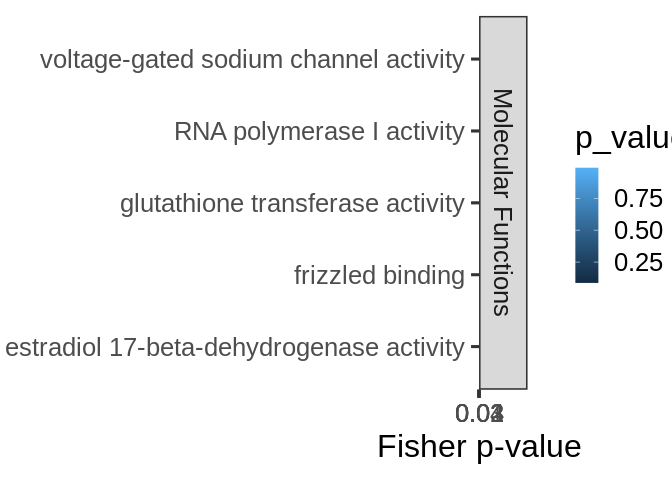 voltage-gated sodium channel activity
RNA polymerase I activity
glutathione transferase activity
frizzled binding
estradiol 17-beta-dehydrogenase activity
Molecular Functions
Fisher p-value
p_valu
0.75
0.50
0.25